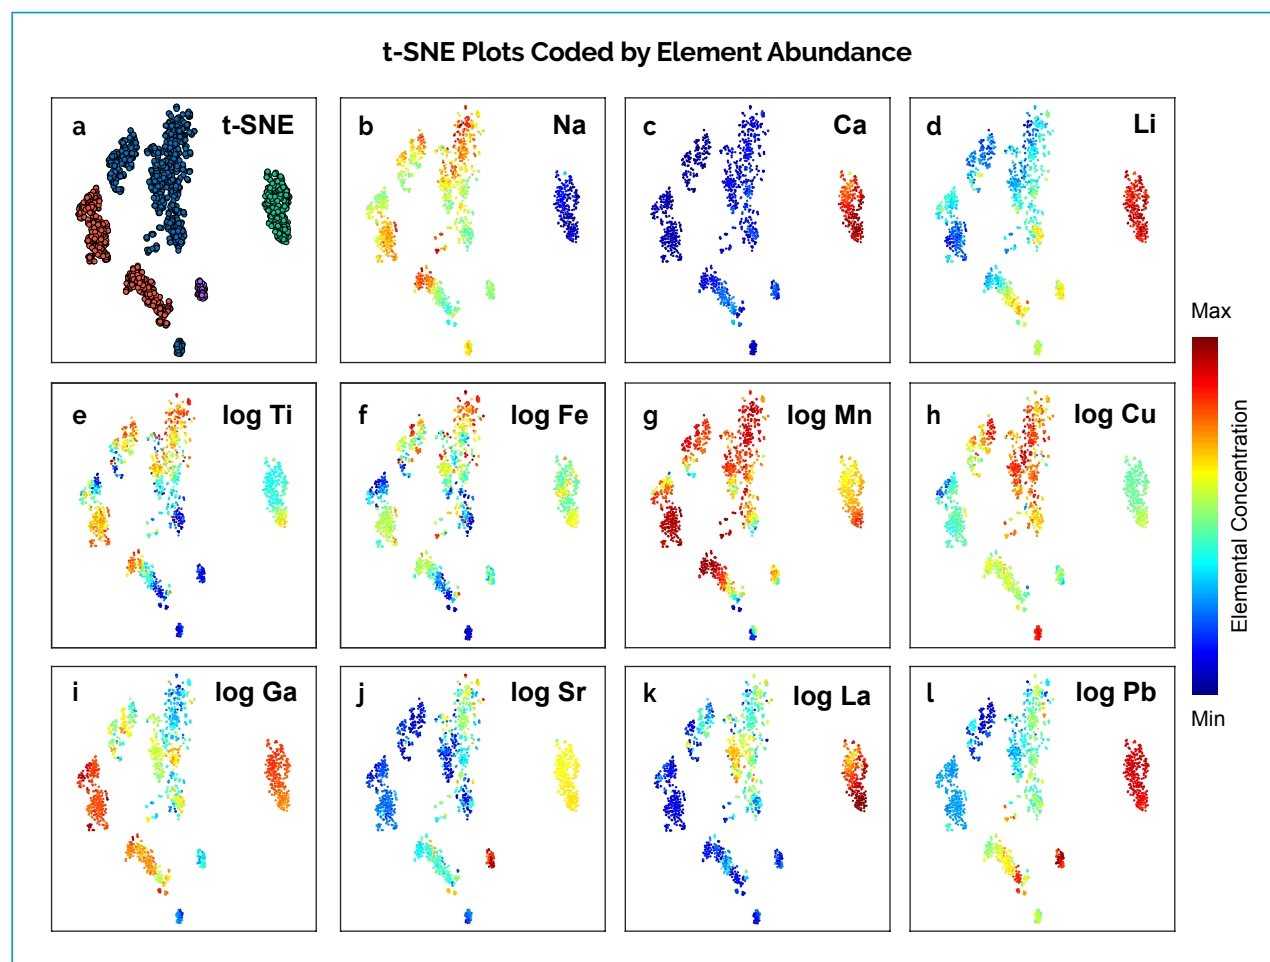 t-SNE Plots Coded by Element Abundance
a t-SNE
b Na
c Ca
d Li
e log Ti
f log Fe
g log Mn
h log Cu
i log Ga
j log Sr
k log La
l log Pb
Max
Elemental Concentration
Min